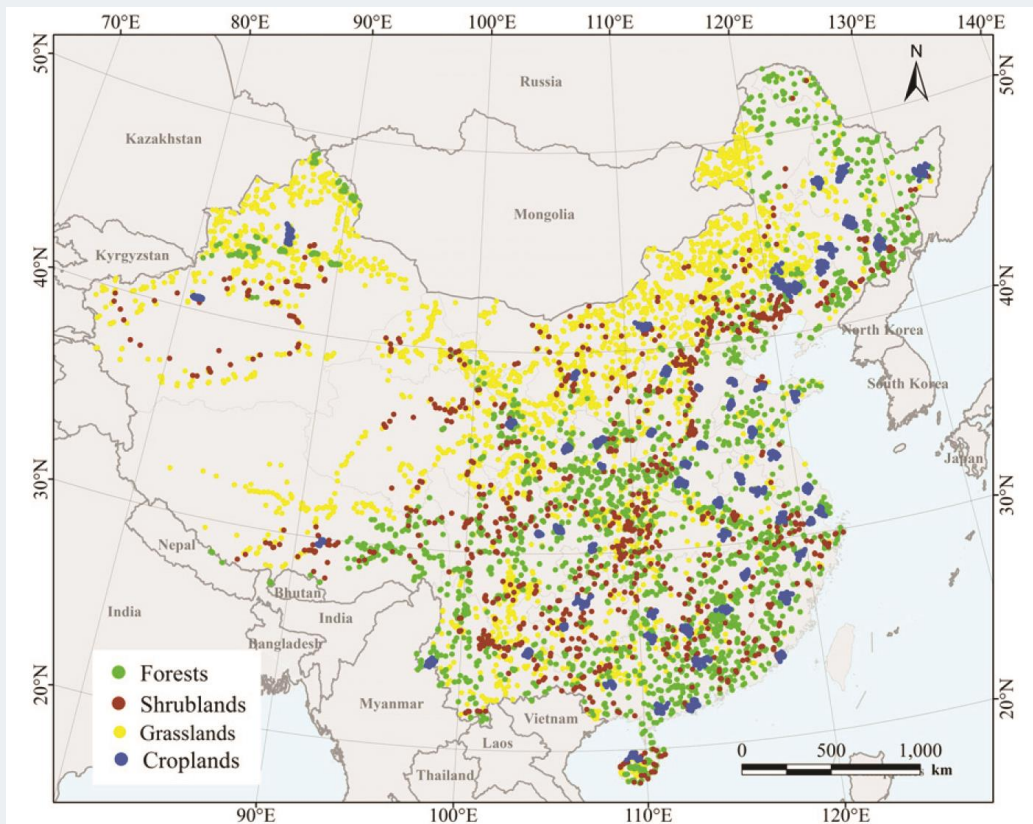 70°E 80°E 90°E 100°E 110°E 120°E 130°E 140°E
50°N
50°N
N
Russia
Kazakhstan
Mongolia
Kyrgyzstan
40°N
40°N
North Korea
South Korea
Japan
30°N
30°N
Nepal
Bhutan
India
India
Bangladesh
20°N
20°N
Forests
Shrublands
Grasslands
Croplands
Myanmar
Vietnam
Laos
Thailand
0 500 1,000
km
90°E 100°E 110°E 120°E